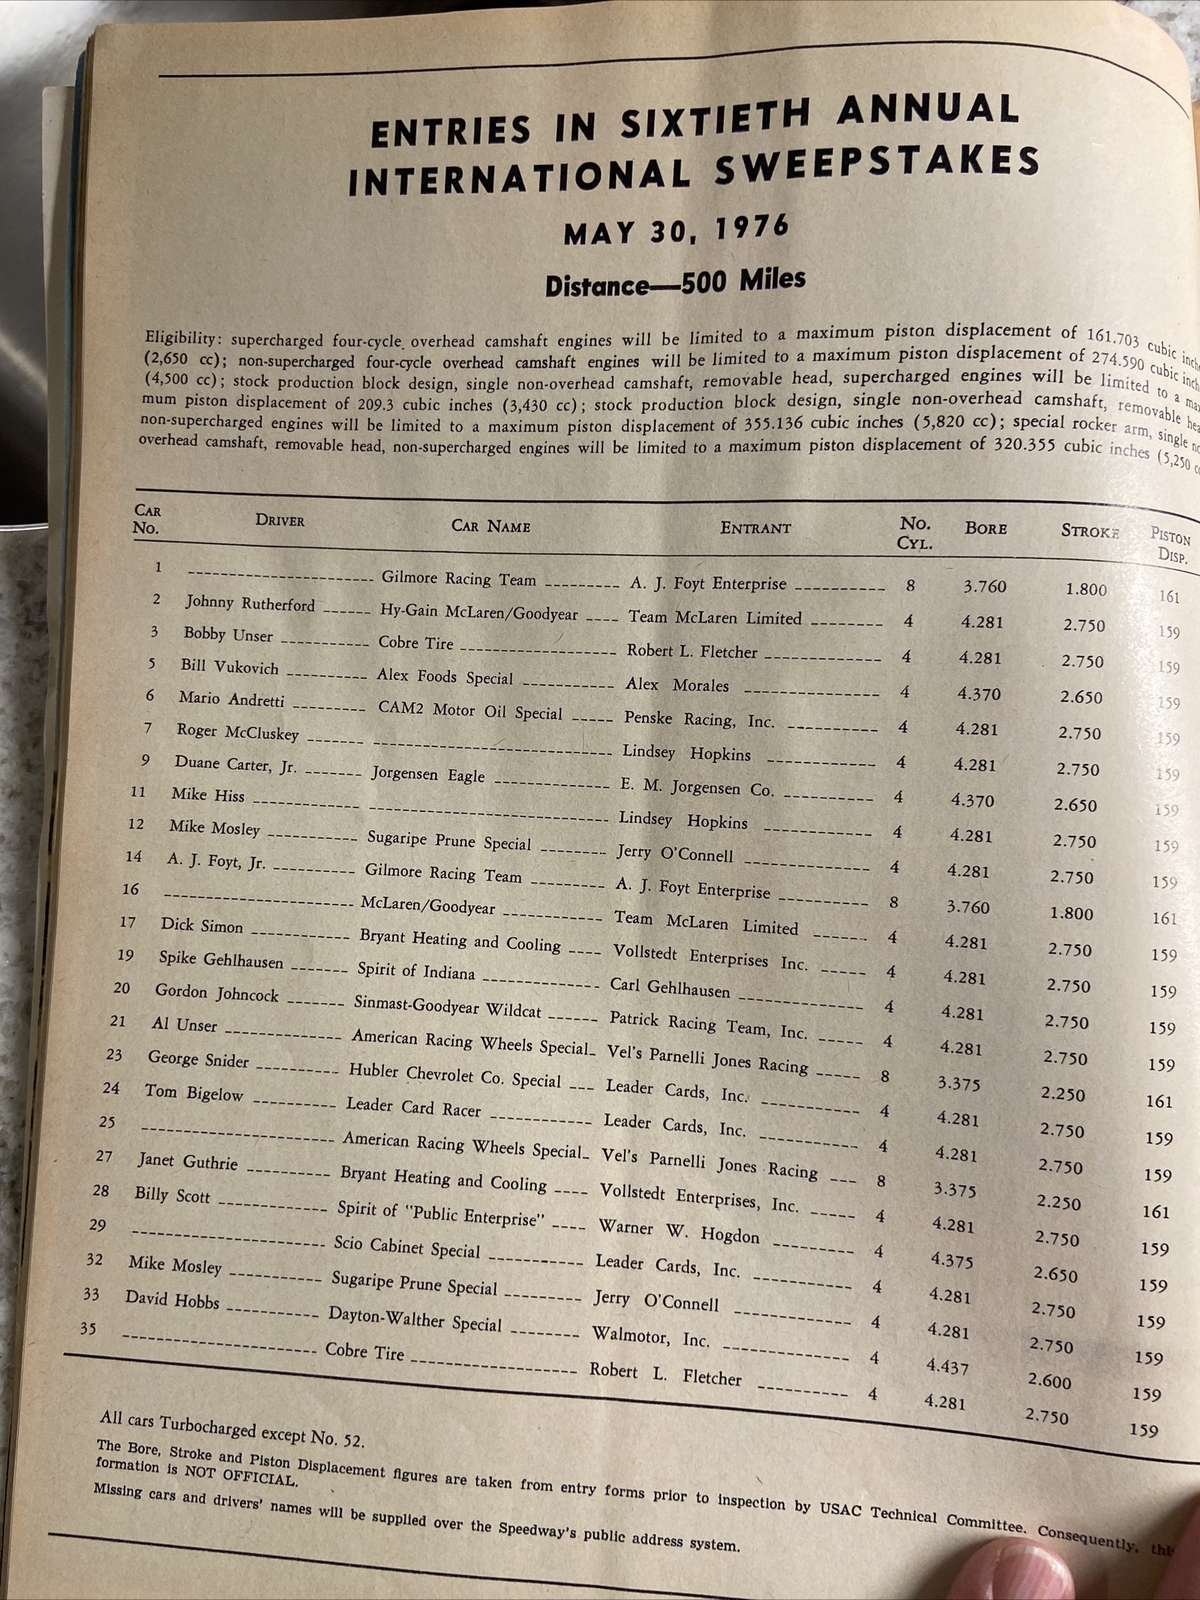 ENTRIES IN SIXTIETH ANNUAL
INTERNATIONAL SWEEPSTAKES
MAY 30, 1976
Distance—500 Miles
Eligibility: supercharged four-cycle overhead camshaft engines will be limited to a maximum piston displacement of 161.703 cubic
(2,650 cc); non-supercharged four-cycle overhead camshaft engines will be limited to a maximum piston displacement of 274.590 cubic
(4,500 cc); stock production block design, single non-overhead camshaft, removable head, supercharged engines will be limited to a
mum piston displacement of 209.3 cubic inches (3,430 cc); stock production block design, single non-overhead camshaft, removable
non-supercharged engines will be limited to a maximum piston displacement of 355.136 cubic inches (5,820 cc); special rocker arm, single
overhead camshaft, removable head, non-supercharged engines will be limited to a maximum piston displacement of 320.355 cubic inches (5,250
CAR No. DRIVER CAR NAME ENTRANT No. CYL. BORE STROKE PISTON DISP.
1 Gilmore Racing Team A. J. Foyt Enterprise 8 3.760 1.800 161
2 Johnny Rutherford Hy-Gain McLaren/Goodyear Team McLaren Limited 4 4.281 2.750 159
3 Bobby Unser Cobre Tire Robert L. Fletcher 4 4.281 2.750 159
5 Bill Vukovich Alex Foods Special Alex Morales 4 4.370 2.650 159
6 Mario Andretti CAM2 Motor Oil Special Penske Racing, Inc. 4 4.281 2.750 159
7 Roger McCluskey Lindsey Hopkins 4 4.281 2.750 159
9 Duane Carter, Jr. Jorgensen Eagle E. M. Jorgensen Co. 4 4.370 2.650 159
11 Mike Hiss Lindsey Hopkins 4 4.281 2.750 159
12 Mike Mosley Sugaripe Prune Special Jerry O'Connell 4 4.281 2.750 159
14 A. J. Foyt, Jr. Gilmore Racing Team A. J. Foyt Enterprise 8 3.760 1.800 161
16 McLaren/Goodyear Team McLaren Limited 4 4.281 2.750 159
17 Dick Simon Bryant Heating and Cooling Vollstedt Enterprises Inc. 4 4.281 2.750 159
19 Spike Gehlhausen Spirit of Indiana Carl Gehlhausen 4 4.281 2.750 159
20 Gordon Johncock Sinmast-Goodyear Wildcat Patrick Racing Team, Inc. 4 4.281 2.750 159
21 Al Unser American Racing Wheels Special Vel's Parnelli Jones Racing 8 3.375 2.250 161
23 George Snider Hubler Chevrolet Co. Special Leader Cards, Inc. 4 4.281 2.750 159
24 Tom Bigelow Leader Card Racer Leader Cards, Inc. 4 4.281 2.750 159
25 American Racing Wheels Special Vel's Parnelli Jones Racing 8 3.375 2.250 161
27 Janet Guthrie Bryant Heating and Cooling Vollstedt Enterprises, Inc. 4 4.281 2.750 159
28 Billy Scott Spirit of "Public Enterprise" Warner W. Hogdon 4 4.375 2.650 159
29 Scio Cabinet Special Leader Cards, Inc. 4 4.281 2.750 159
32 Mike Mosley Sugaripe Prune Special Jerry O'Connell 4 4.281 2.750 159
33 David Hobbs Dayton-Walther Special Walmotor, Inc. 4 4.437 2.600 159
35 Cobre Tire Robert L. Fletcher 4 4.281 2.750 159
All cars Turbocharged except No. 52.
The Bore, Stroke and Piston Displacement figures are taken from entry forms prior to inspection by USAC Technical Committee. Consequently,
formation is NOT OFFICIAL.
Missing cars and drivers' names will be supplied over the Speedway's public address system.